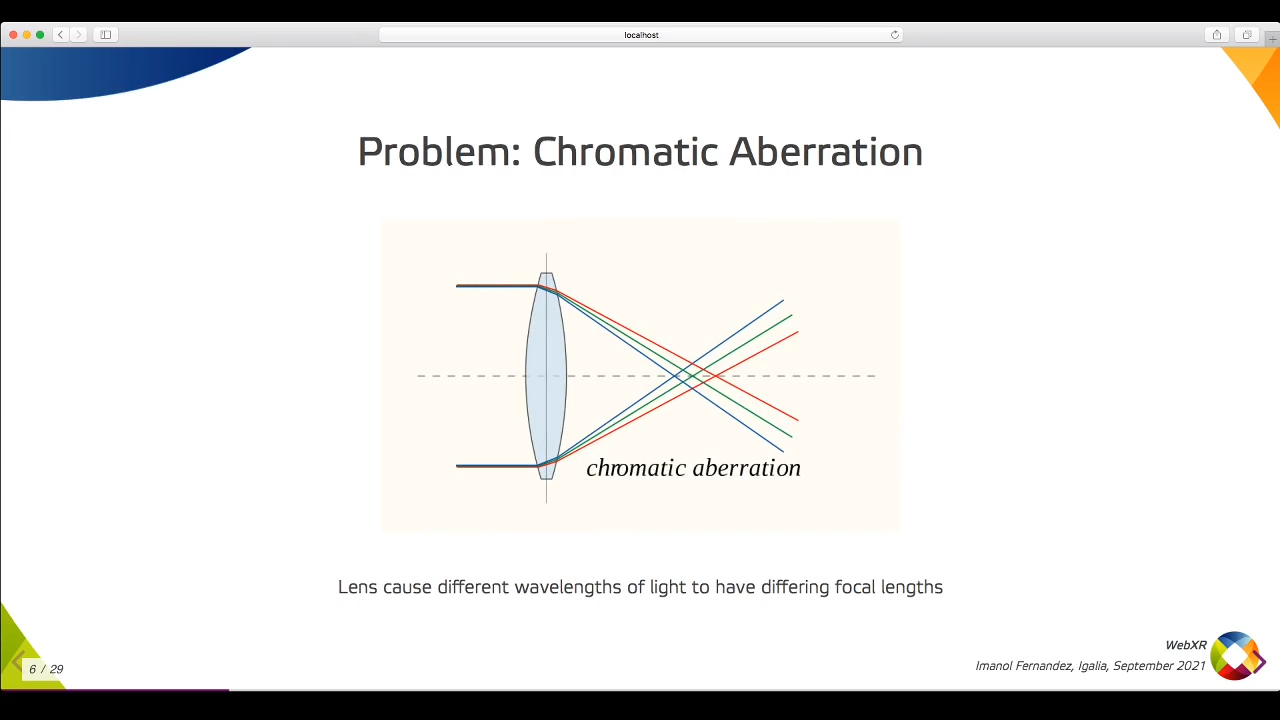 localhost
Problem: Chromatic Aberration
chromatic aberration
Lens cause different wavelengths of light to have differing focal lengths
WebXR
6 / 29
Imanol Fernandez, Igalia, September 2021